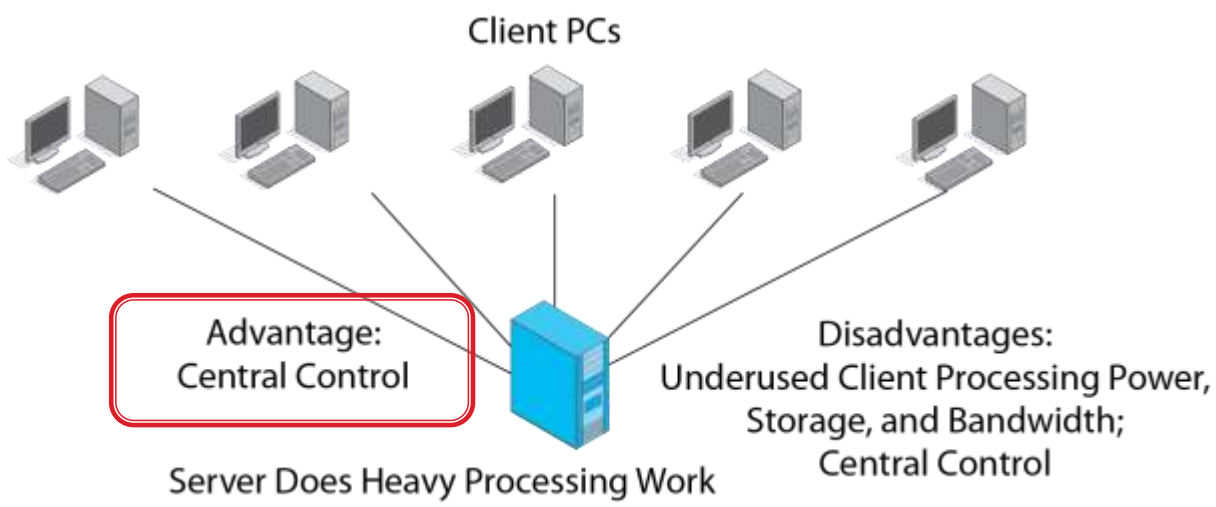 Client PCs
Advantage:
Central Control
Disadvantages:
Underused Client Processing Power,
Storage, and Bandwidth;
Central Control
Server Does Heavy Processing Work